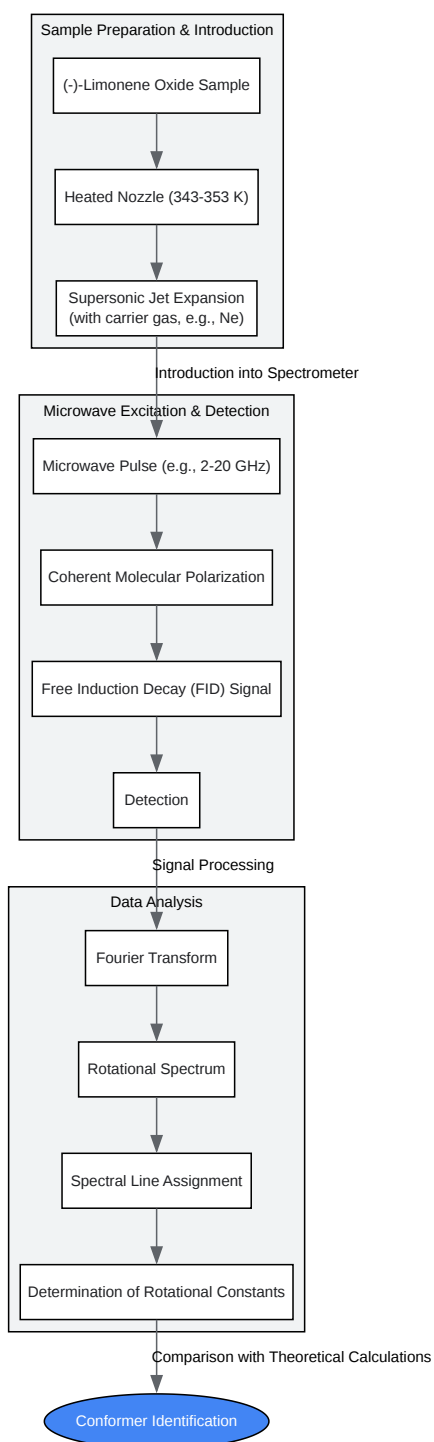 Sample Preparation & Introduction
(-)-Limonene Oxide Sample
Heated Nozzle (343-353 K)
Supersonic Jet Expansion
(with carrier gas, e.g., Ne)
Introduction into Spectrometer
Microwave Excitation & Detection
Microwave Pulse (e.g., 2-20 GHz)
Coherent Molecular Polarization
Free Induction Decay (FID) Signal
Detection
Signal Processing
Data Analysis
Fourier Transform
Rotational Spectrum
Spectral Line Assignment
Determination of Rotational Constants
Comparison with Theoretical Calculations
Conformer Identification